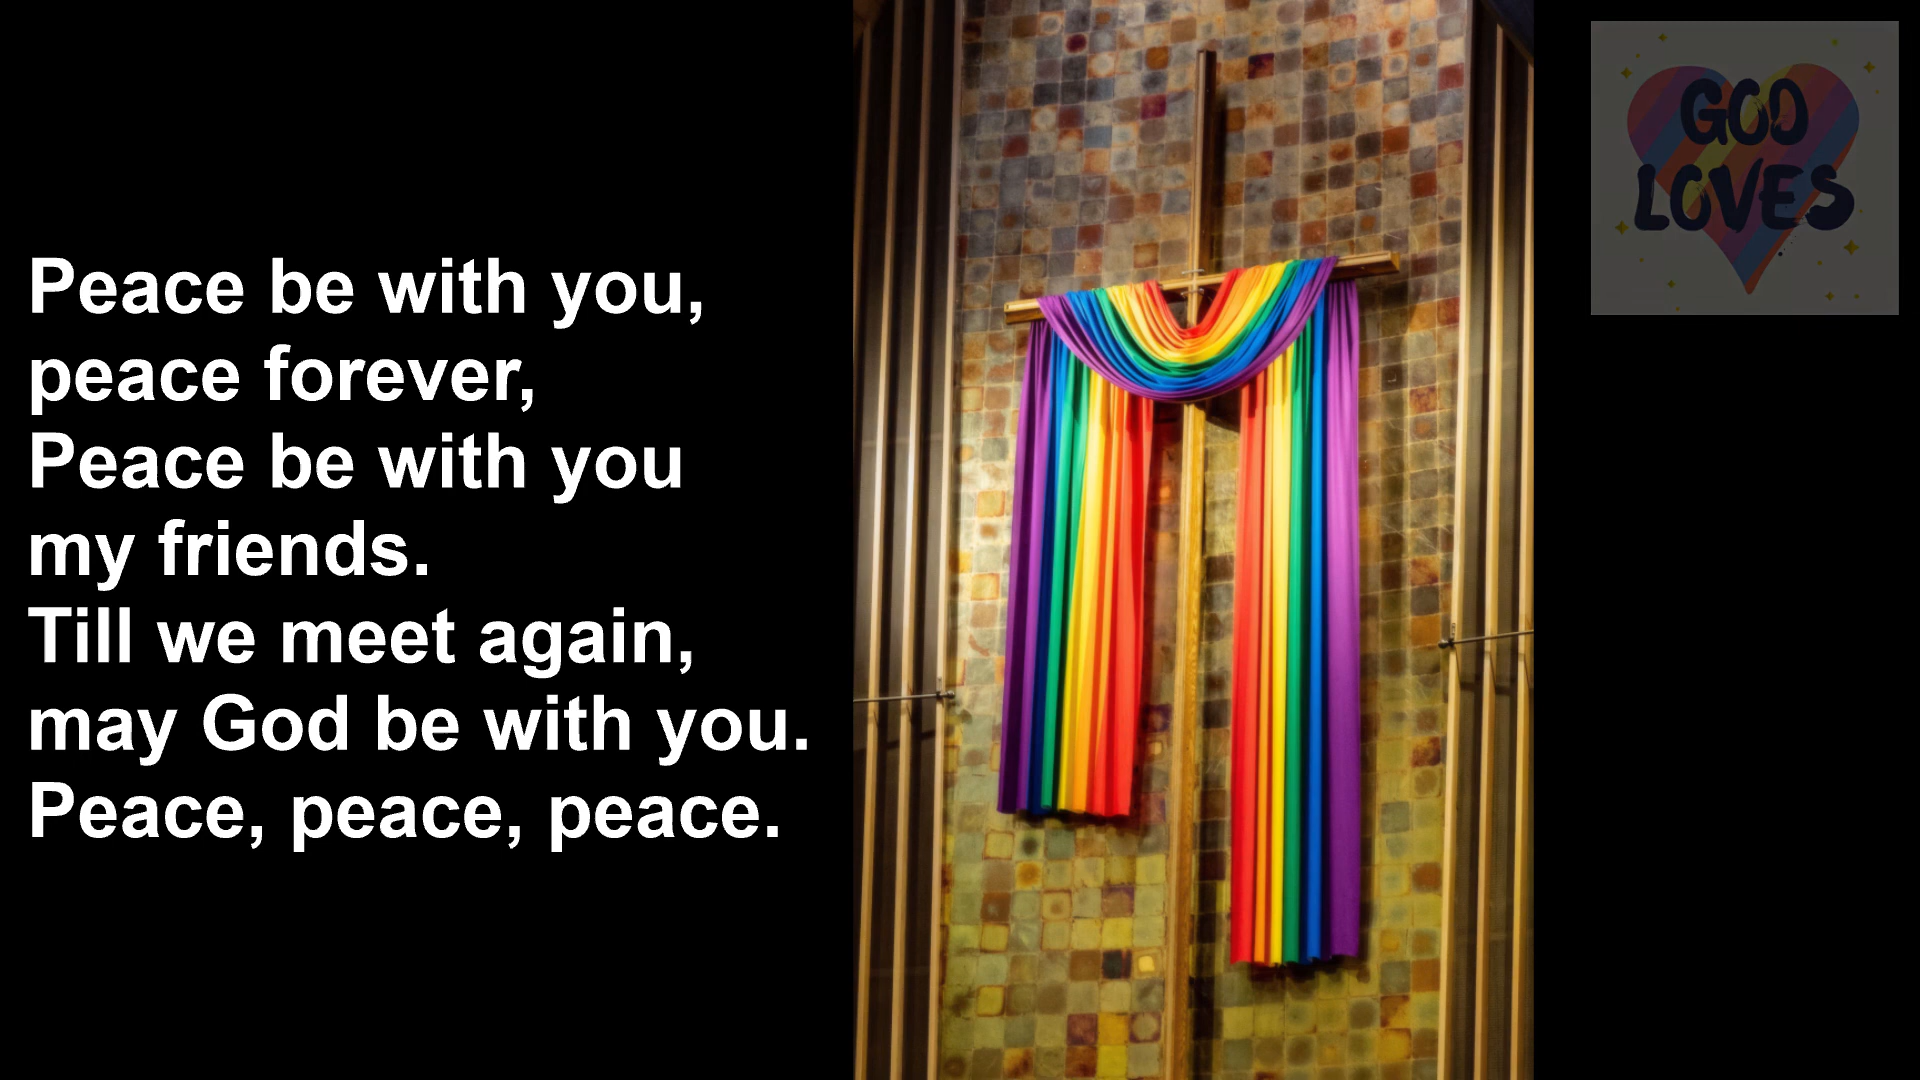 Peace be with you,
peace forever,
Peace be with you
my friends.
Till we meet again,
may God be with you.
Peace, peace, peace.
GOD
LOVES